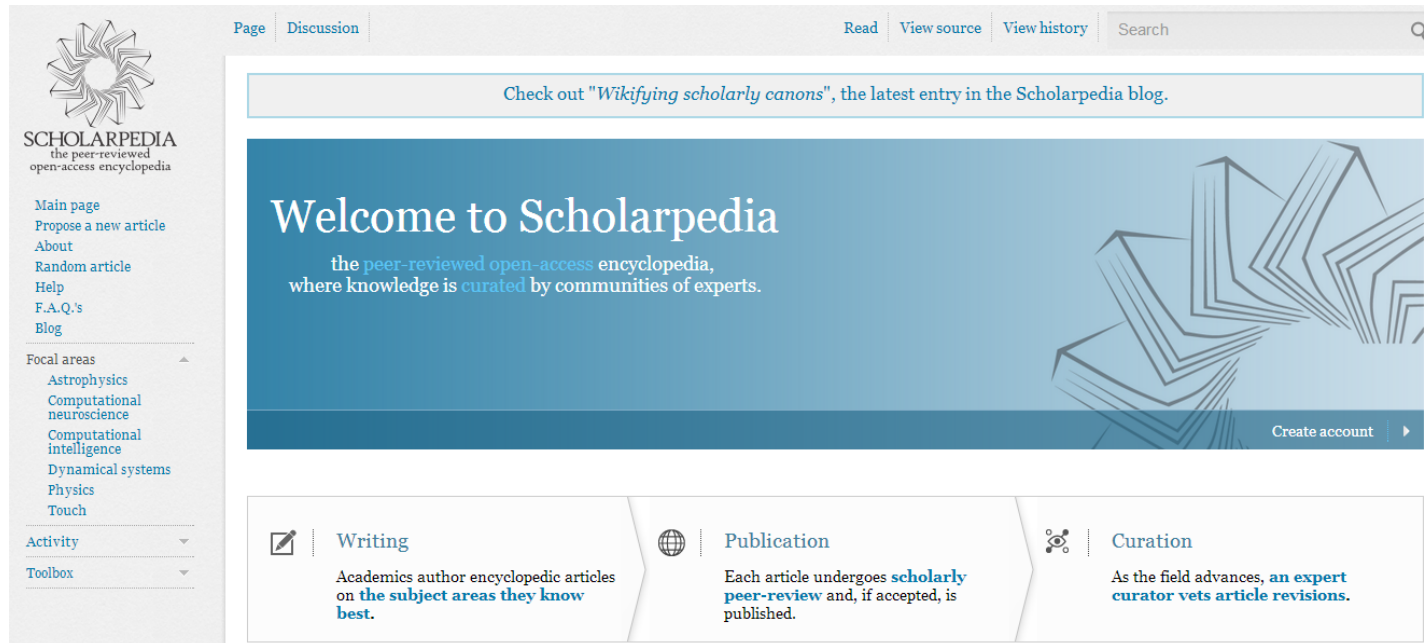 SCHOLARPEDIA
the peer-reviewed
open-access encyclopedia
Main page
Propose a new article
About
Random article
Help
F.A.Q.'s
Blog
Focal areas
Astrophysics
Computational
neuroscience
Computational
intelligence
Dynamical systems
Physics
Touch
Activity
Toolbox
Page Discussion
Read View source View history Search
Check out "Wikifying scholarly canons", the latest entry in the Scholarpedia blog.
Welcome to Scholarpedia
the peer-reviewed open-access encyclopedia,
where knowledge is curated by communities of experts.
Create account
Writing
Academics author encyclopedic articles
on the subject areas they know
best.
Publication
Each article undergoes scholarly
peer-review and, if accepted, is
published.
Curation
As the field advances, an expert
curator vets article revisions.